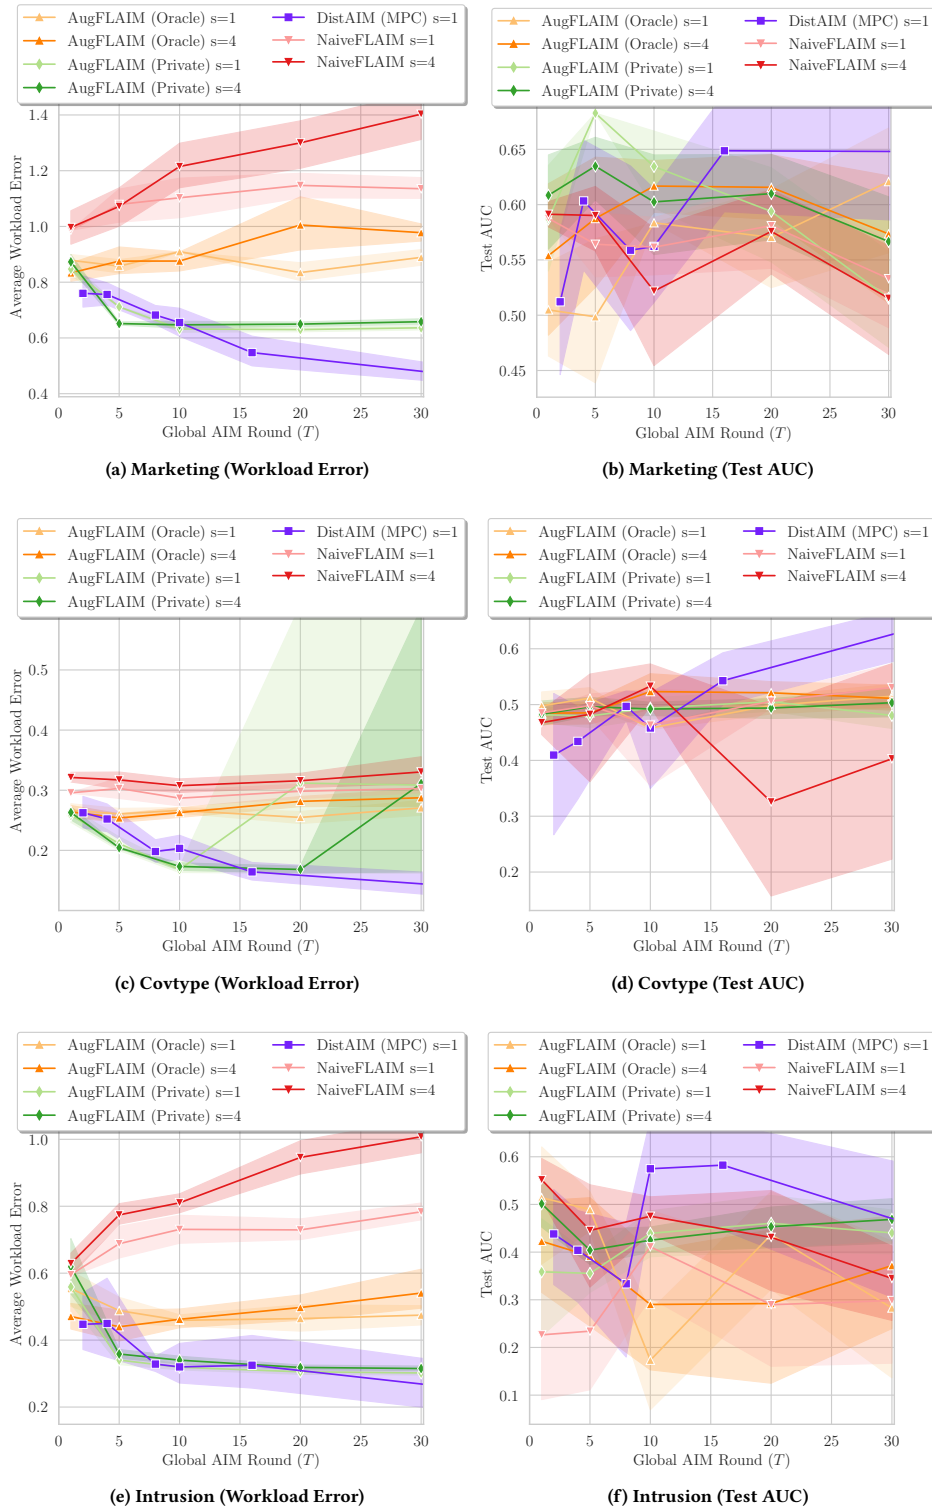 AugFLAIM (Oracle) s=1
AugFLAIM (Oracle) s=4
AugFLAIM (Private) s=1
AugFLAIM (Private) s=4
DistAIM (MPC) s=1
NaiveFLAIM s=1
NaiveFLAIM s=4
Average Workload Error
1.4
1.2
1.0
0.8
0.6
0.4
0 5 10 15 20 25 30
Global AIM Round (T)
(a) Marketing (Workload Error)
AugFLAIM (Oracle) s=1
AugFLAIM (Oracle) s=4
AugFLAIM (Private) s=1
AugFLAIM (Private) s=4
DistAIM (MPC) s=1
NaiveFLAIM s=1
NaiveFLAIM s=4
Test AUC
0.65
0.60
0.55
0.50
0.45
0 5 10 15 20 25 30
Global AIM Round (T)
(b) Marketing (Test AUC)
AugFLAIM (Oracle) s=1
AugFLAIM (Oracle) s=4
AugFLAIM (Private) s=1
AugFLAIM (Private) s=4
DistAIM (MPC) s=1
NaiveFLAIM s=1
NaiveFLAIM s=4
Average Workload Error
0.5
0.4
0.3
0.2
0 5 10 15 20 25 30
Global AIM Round (T)
(c) Covtype (Workload Error)
AugFLAIM (Oracle) s=1
AugFLAIM (Oracle) s=4
AugFLAIM (Private) s=1
AugFLAIM (Private) s=4
DistAIM (MPC) s=1
NaiveFLAIM s=1
NaiveFLAIM s=4
Test AUC
0.6
0.5
0.4
0.3
0.2
0 5 10 15 20 25 30
Global AIM Round (T)
(d) Covtype (Test AUC)
AugFLAIM (Oracle) s=1
AugFLAIM (Oracle) s=4
AugFLAIM (Private) s=1
AugFLAIM (Private) s=4
DistAIM (MPC) s=1
NaiveFLAIM s=1
NaiveFLAIM s=4
Average Workload Error
1.0
0.8
0.6
0.4
0.2
0 5 10 15 20 25 30
Global AIM Round (T)
(e) Intrusion (Workload Error)
AugFLAIM (Oracle) s=1
AugFLAIM (Oracle) s=4
AugFLAIM (Private) s=1
AugFLAIM (Private) s=4
DistAIM (MPC) s=1
NaiveFLAIM s=1
NaiveFLAIM s=4
Test AUC
0.6
0.5
0.4
0.3
0.2
0.1
0 5 10 15 20 25 30
Global AIM Round (T)
(f) Intrusion (Test AUC)